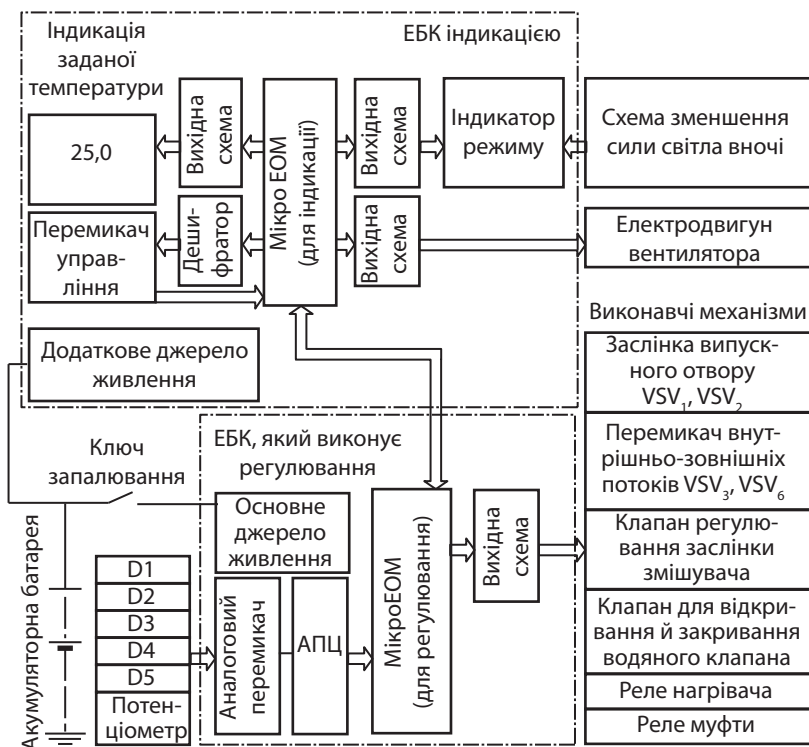 Індикація
заданої
температури
ЕБК індикацією
25,0
Вихідна
схема
Мікро ЕОМ
(для індикації)
Вихідна
схема
Індикатор
режиму
Схема зменшення
сили світла вночі
Перемикач
управ-
ління
Деши-
фратор
Вихідна
схема
Електродвигун
вентилятора
Додаткове джерело
живлення
Виконавчі механізми
Заслінка випуск-
ного отвору
VSV₁, VSV₂
Перемикач внут-
рішньо-зовнішніх
потоків VSV₃, VSV₆
Клапан регулю-
вання заслінки
змішувача
Клапан для відкри-
вання й закривання
водяного клапана
Реле нагрівача
Реле муфти
Ключ
запалювання
ЕБК, який виконує
регулювання
Основне
джерело
живлення
Акумуляторна батарея
D1
D2
D3
D4
D5
Потен-
ціометр
Аналоговий
перемикач
АПЦ
МікроЕОМ
(для регулювання)
Вихідна
схема